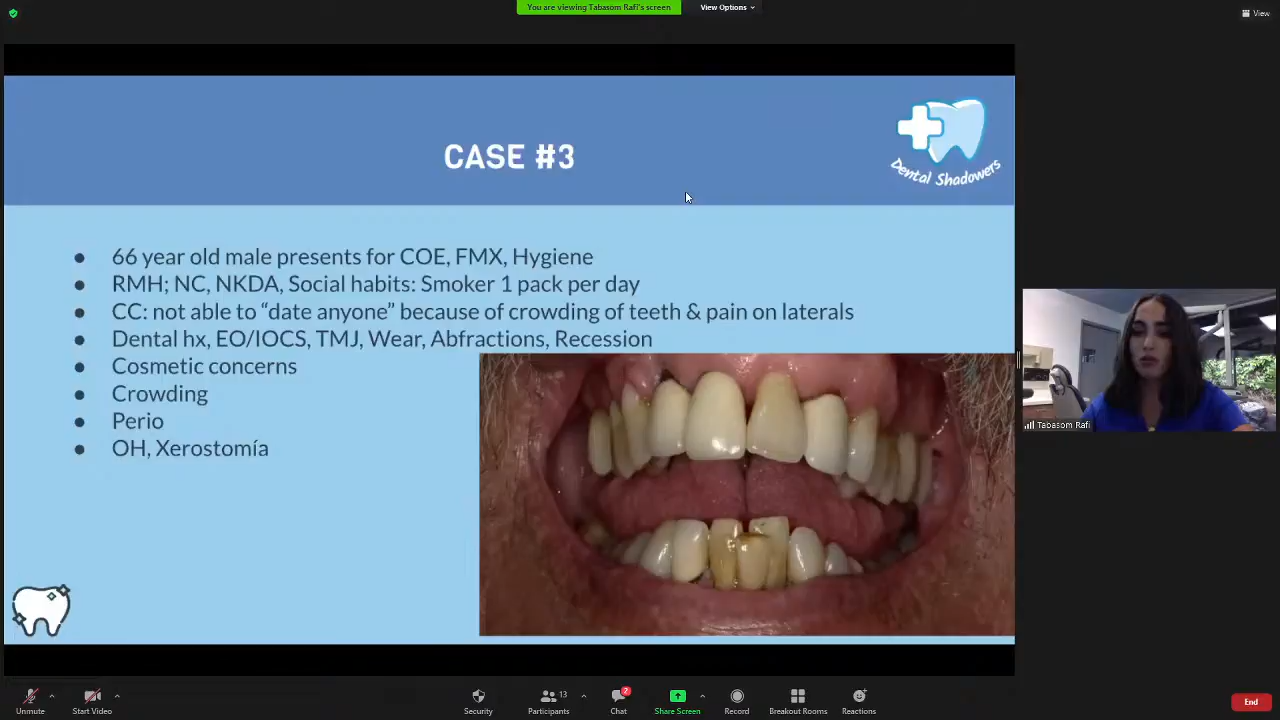 You are viewing Tabasom Rafi's screen
View Options
View
CASE #3
Dental Shadowers
66 year old male presents for COE, FMX, Hygiene
RMH; NC, NKDA, Social habits: Smoker 1 pack per day
CC: not able to “date anyone” because of crowding of teeth & pain on laterals
Dental hx, EO/IOCS, TMJ, Wear, Abfractions, Recession
Cosmetic concerns
Crowding
Perio
OH, Xerostomía
Tabasom Rafi
Unmute
Start Video
Security
Participants 13
Chat 2
Share Screen
Record
Breakout Rooms
Reactions
End